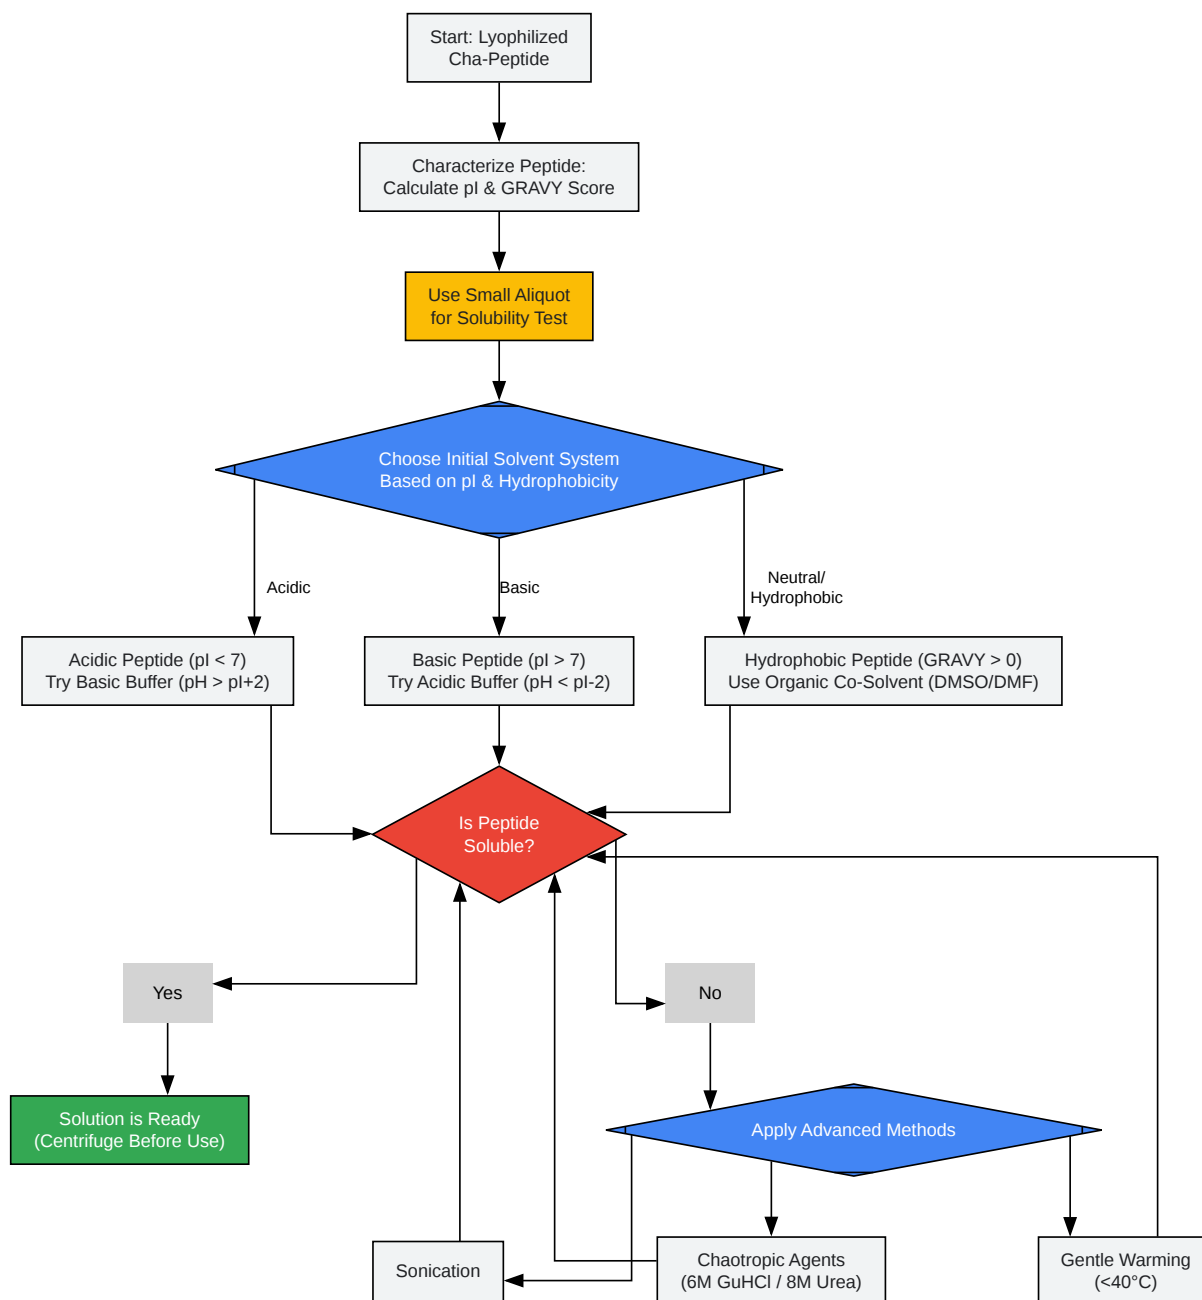 Start: Lyophilized
Cha-Peptide
Characterize Peptide:
Calculate pI & GRAVY Score
Use Small Aliquot
for Solubility Test
Choose Initial Solvent System
Based on pI & Hydrophobicity
Acidic
Basic
Neutral/
Hydrophobic
Acidic Peptide (pI < 7)
Try Basic Buffer (pH > pI+2)
Basic Peptide (pI > 7)
Try Acidic Buffer (pH < pI-2)
Hydrophobic Peptide (GRAVY > 0)
Use Organic Co-Solvent (DMSO/DMF)
Is Peptide
Soluble?
Yes
No
Solution is Ready
(Centrifuge Before Use)
Apply Advanced Methods
Sonication
Chaotropic Agents
(6M GuHCl / 8M Urea)
Gentle Warming
(<40°C)